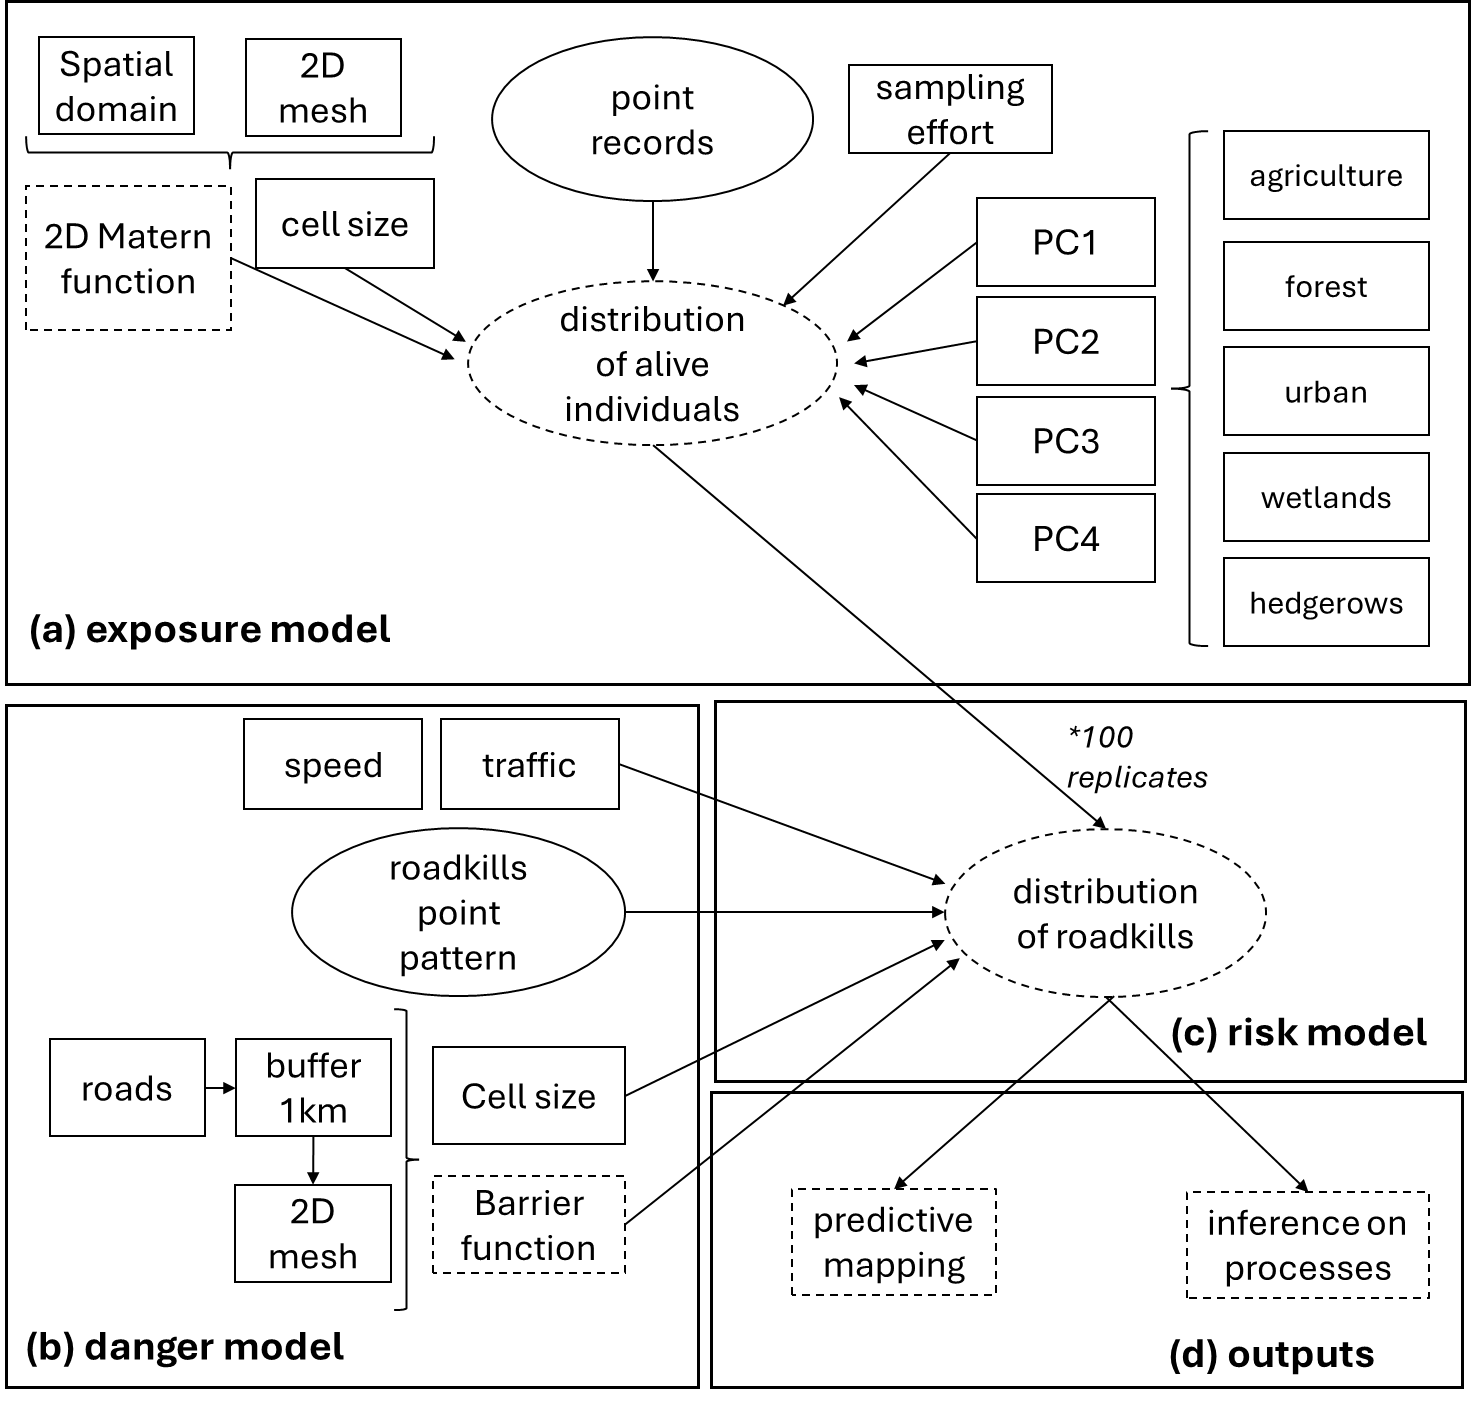 Spatial
domain
2D
mesh
point
records
sampling
effort
agriculture
2D Matern
function
cell size
PC1
forest
distribution
of alive
individuals
PC2
urban
PC3
wetlands
PC4
hedgerows
(a) exposure model
speed
traffic
*100
replicates
roadkills
point
pattern
distribution
of roadkills
roads
buffer
1km
Cell size
(c) risk model
2D
mesh
Barrier
function
predictive
mapping
inference on
processes
(b) danger model
(d) outputs